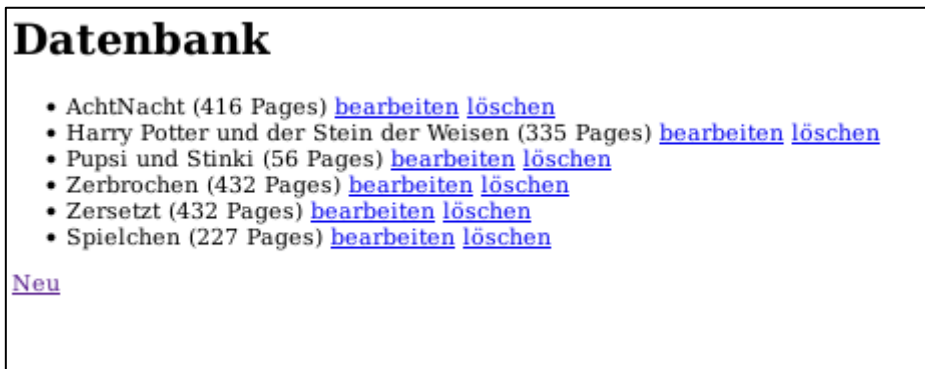 Datenbank
• AchtNacht (416 Pages) bearbeiten löschen
• Harry Potter und der Stein der Weisen (335 Pages) bearbeiten löschen
• Pupsi und Stinki (56 Pages) bearbeiten löschen
• Zerbrochen (432 Pages) bearbeiten löschen
• Zersetzt (432 Pages) bearbeiten löschen
• Spielchen (227 Pages) bearbeiten löschen
Neu